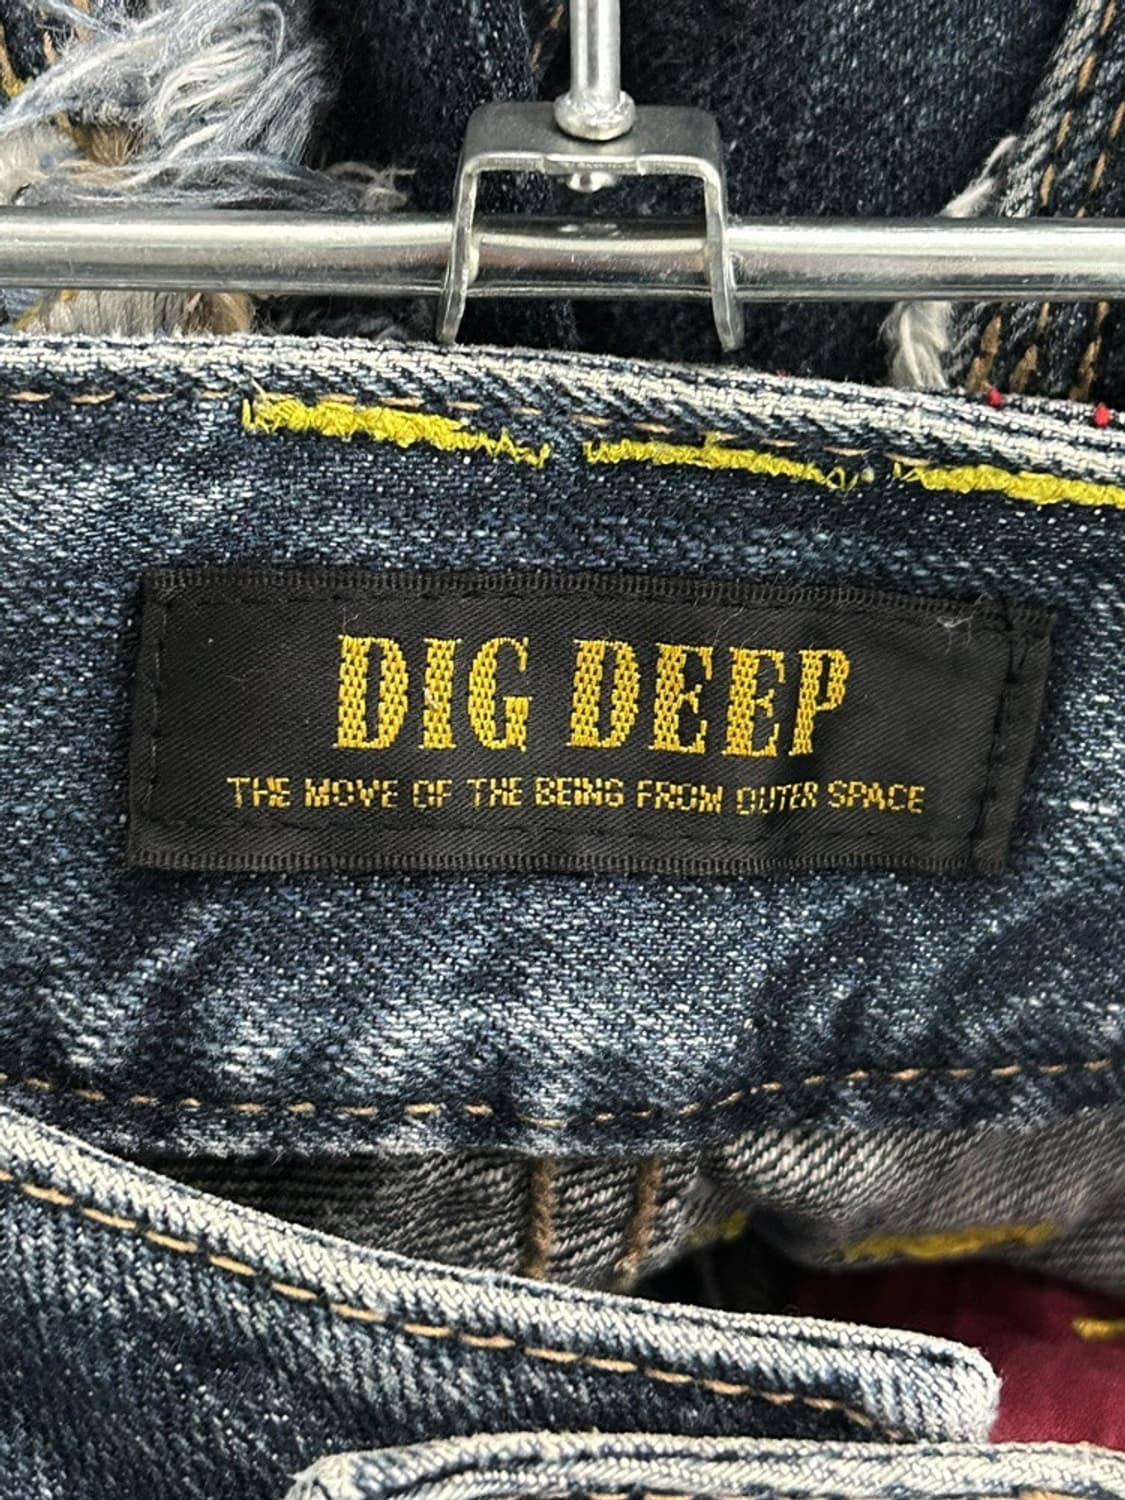 DIG DEEP
THE MOVE OF THE BEING FROM OUTER SPACE